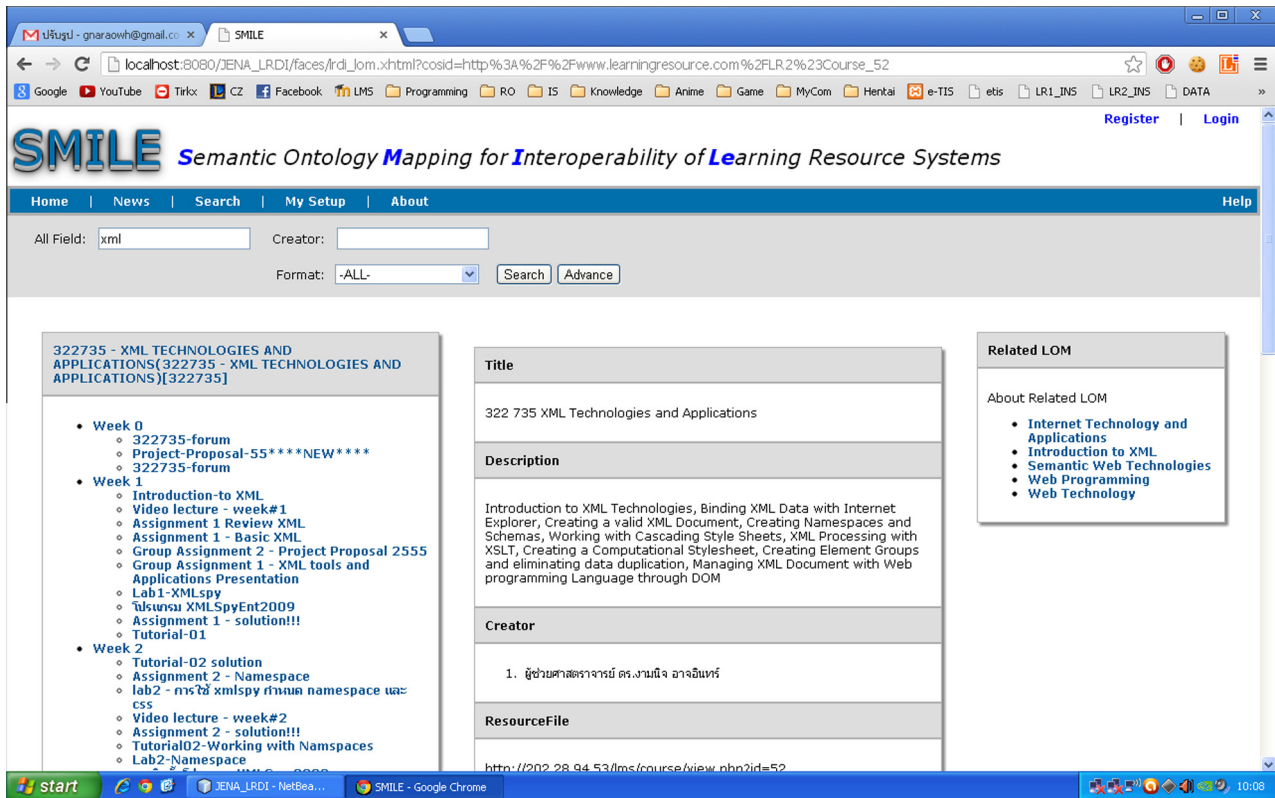 ปรับรูป - gnaraowh@gmail.co
SMILE
localhost:8080/JENA_LRDI/faces/lrdi_lom.xhtml?cosid=http%3A%2F%2Fwww.learningresource.com%2FLR2%23Course_52
Google YouTube Tirkx CZ Facebook LMS Programming RO IS Knowledge Anime Game MyCom Hentai e-TIS etis LR1_INS LR2_INS DATA »
Register | Login
SMILE Semantic Ontology Mapping for Interoperability of Learning Resource Systems
Home | News | Search | My Setup | About Help
All Field: xml Creator:
Format: -ALL- Search Advance
322735 - XML TECHNOLOGIES AND
APPLICATIONS(322735 - XML TECHNOLOGIES AND
APPLICATIONS)[322735]
Week 0
322735-forum
Project-Proposal-55****NEW****
322735-forum
Week 1
Introduction-to XML
Video lecture - week#1
Assignment 1 Review XML
Assignment 1 - Basic XML
Group Assignment 2 - Project Proposal 2555
Group Assignment 1 - XML tools and
Applications Presentation
Lab1-XMLspy
โปรแกรม XMLSpyEnt2009
Assignment 1 - solution!!!
Tutorial-01
Week 2
Tutorial-02 solution
Assignment 2 - Namespace
lab2 - การใช้ xmlspy กำหนด namespace และ
css
Video lecture - week#2
Assignment 2 - solution!!!
Tutorial02-Working with Namspaces
Lab2-Namespace
Title
322 735 XML Technologies and Applications
Description
Introduction to XML Technologies, Binding XML Data with Internet
Explorer, Creating a valid XML Document, Creating Namespaces and
Schemas, Working with Cascading Style Sheets, XML Processing with
XSLT, Creating a Computational Stylesheet, Creating Element Groups
and eliminating data duplication, Managing XML Document with Web
programming Language through DOM
Creator
1. ผู้ช่วยศาสตราจารย์ ดร.งามนิจ อาจอินทร์
ResourceFile
http://202.28.94.53/lms/course/view.php?id=52
Related LOM
About Related LOM
Internet Technology and
Applications
Introduction to XML
Semantic Web Technologies
Web Programming
Web Technology
start JENA_LRDI - NetBea... SMILE - Google Chrome 10:08